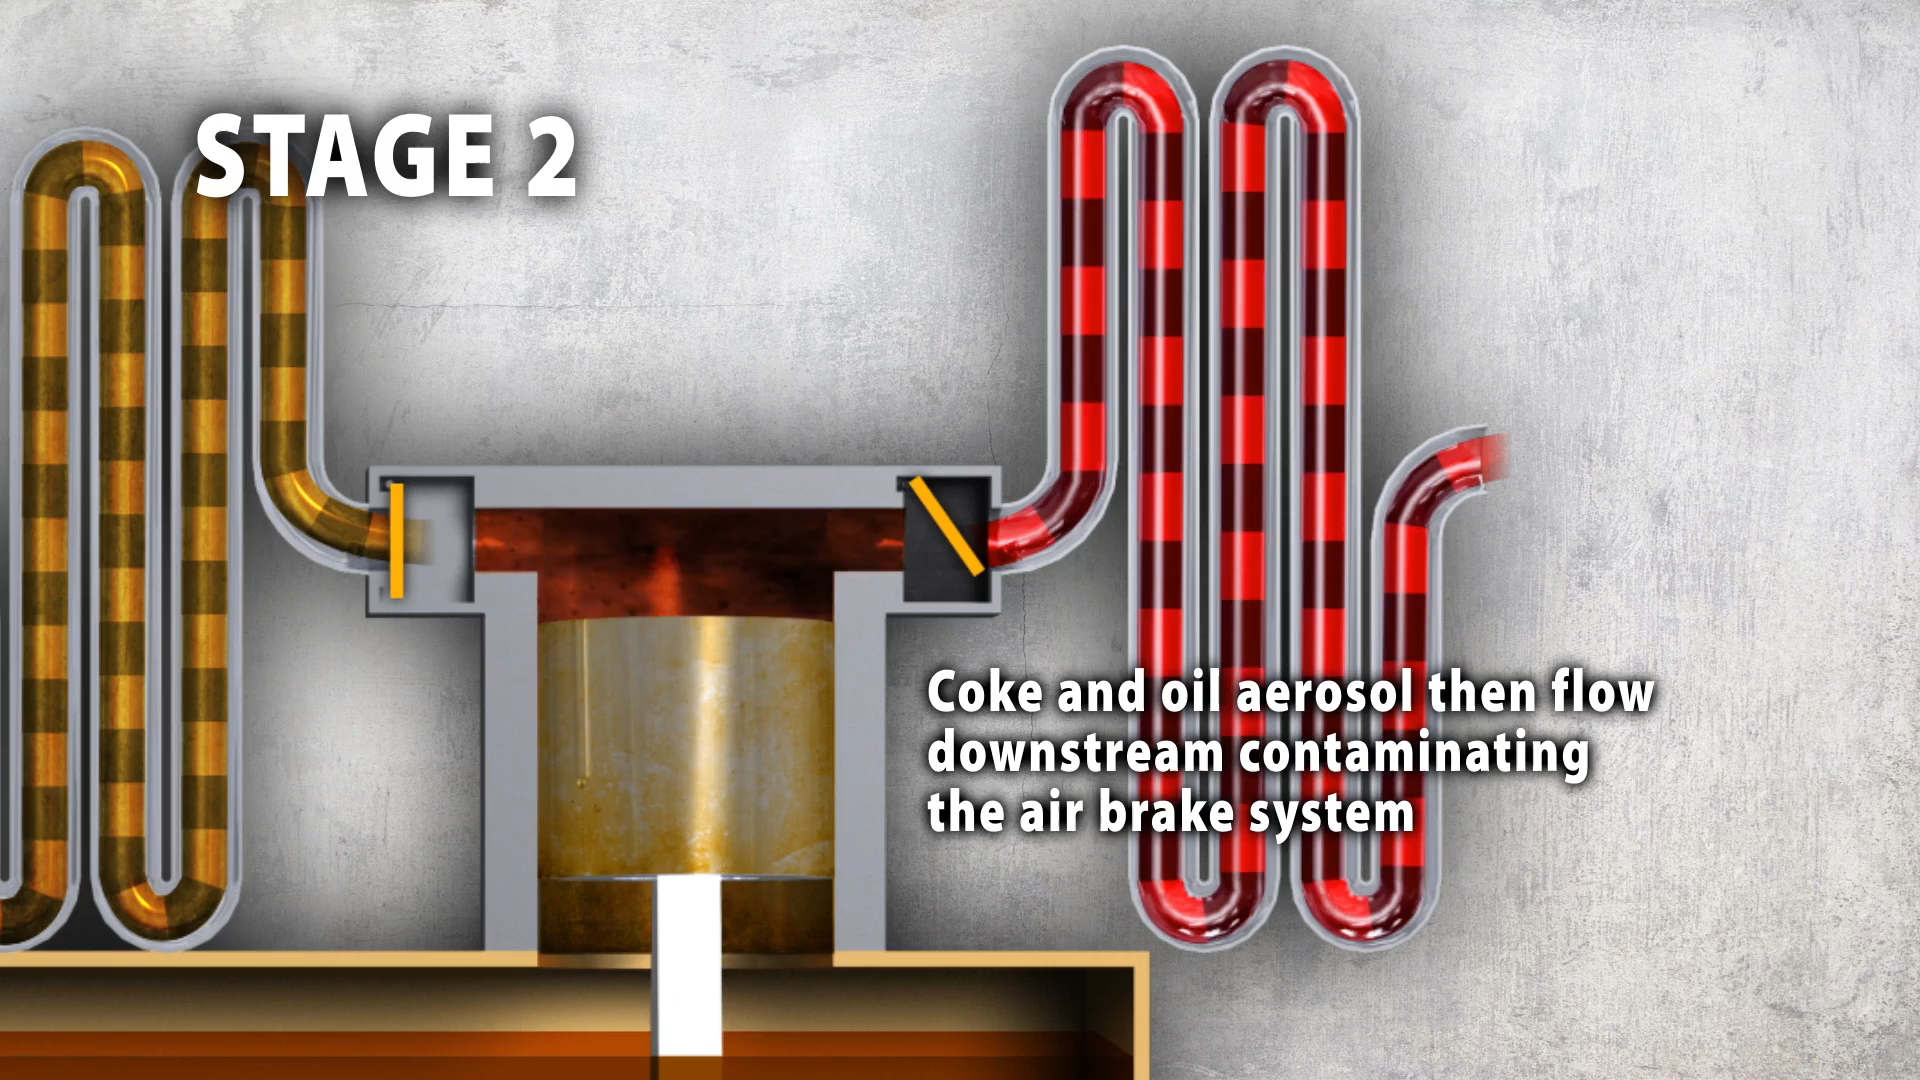 STAGE 2
Coke and oil aerosol then flow
downstream contaminating
the air brake system